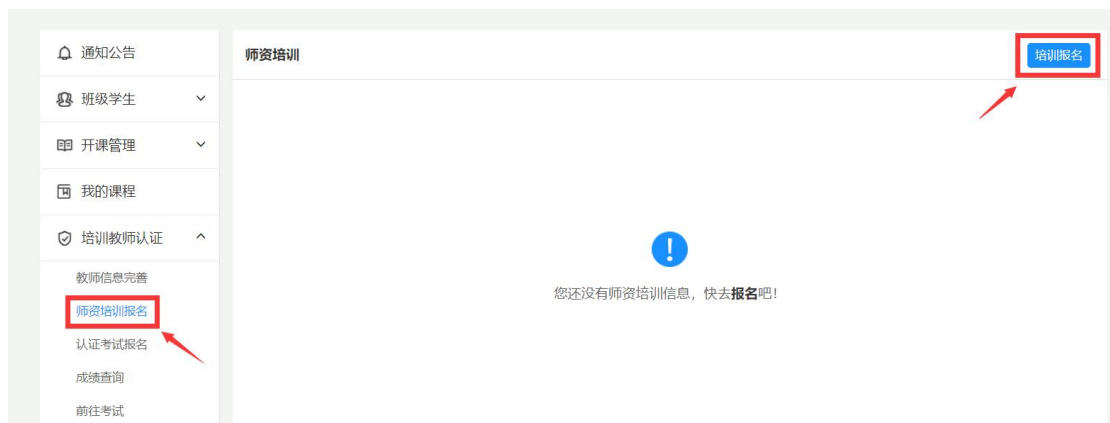 通知公告
班级学生
开课管理
我的课程
培训教师认证
教师信息完善
师资培训报名
认证考试报名
成绩查询
前往考试
师资培训
培训报名
您还没有师资培训信息，快去报名吧！